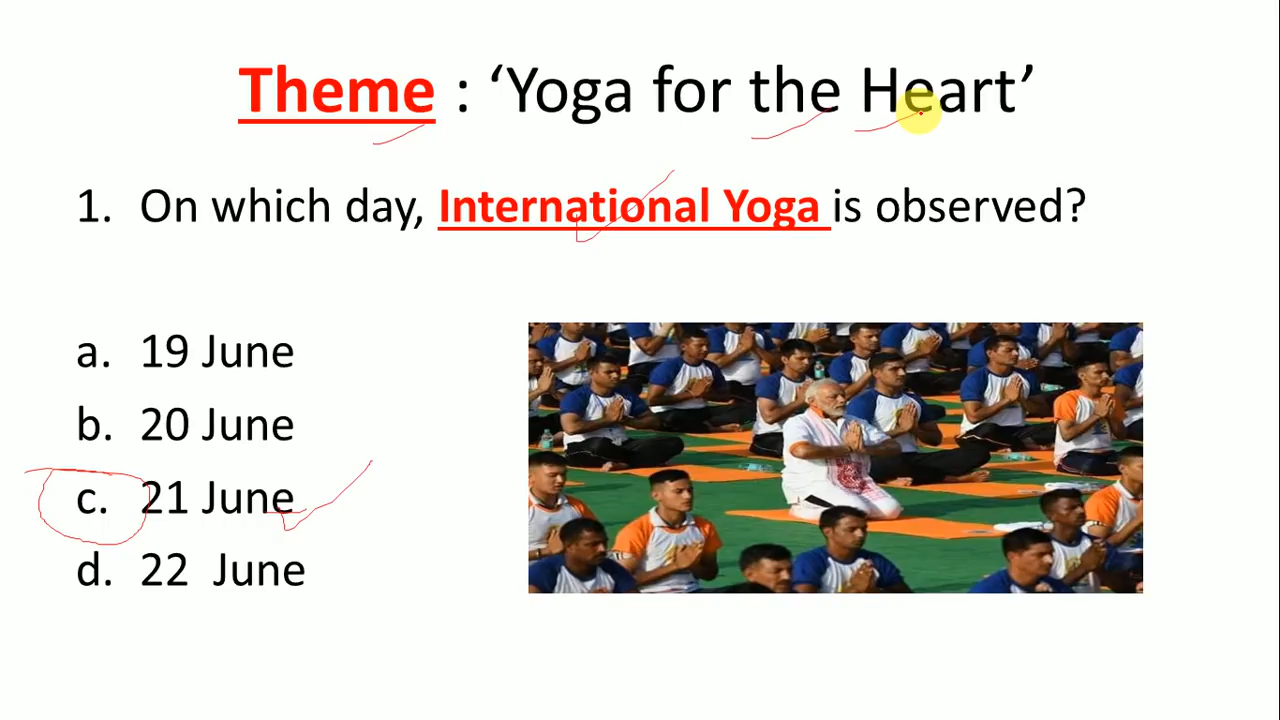 Theme : ‘Yoga for the Heart’
1. On which day, International Yoga is observed?
a. 19 June
b. 20 June
c. 21 June
d. 22 June